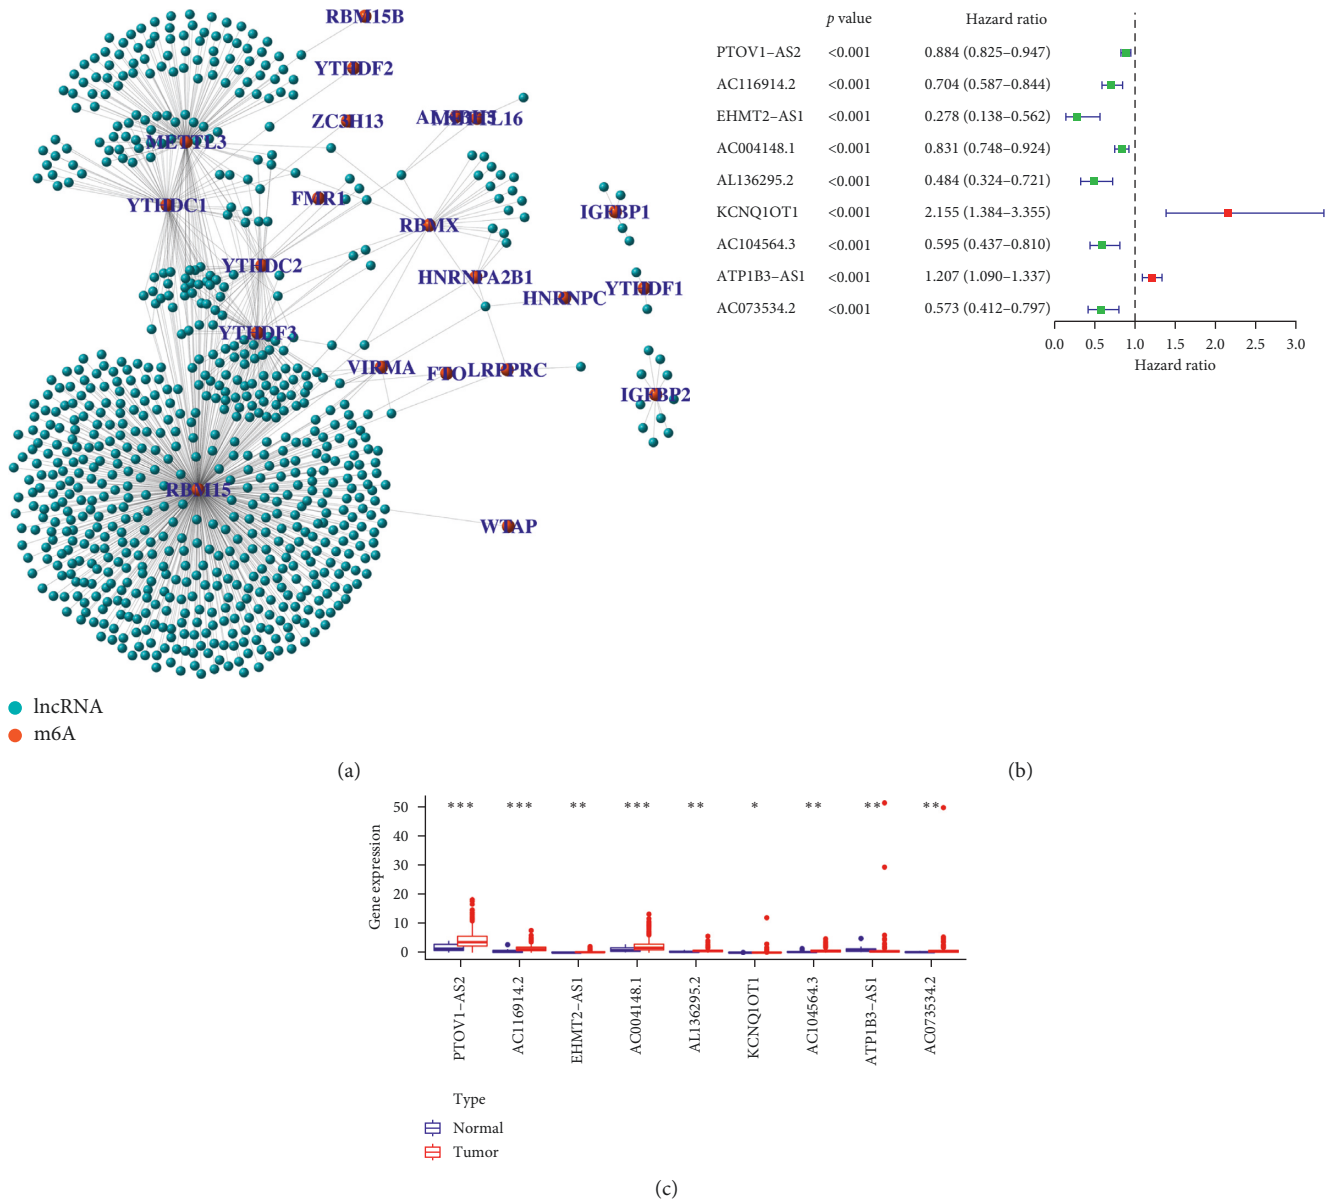 RBM15B
YTHDF2
ZC3H13
METTL3
YTHDC1
FMR1
RBMX
IGFBP1
YTHDC2
HNRNPA2B1
HNRNPC
YTHDF1
YTHDF3
VIRMA
FTO
LRPPRC
IGFBP2
RBM15
WTAP
lncRNA
m6A
(a)
p value Hazard ratio
PTOV1–AS2 <0.001 0.884 (0.825–0.947)
AC116914.2 <0.001 0.704 (0.587–0.844)
EHMT2–AS1 <0.001 0.278 (0.138–0.562)
AC004148.1 <0.001 0.831 (0.748–0.924)
AL136295.2 <0.001 0.484 (0.324–0.721)
KCNQ1OT1 <0.001 2.155 (1.384–3.355)
AC104564.3 <0.001 0.595 (0.437–0.810)
ATP1B3–AS1 <0.001 1.207 (1.090–1.337)
AC073534.2 <0.001 0.573 (0.412–0.797)
0.0 0.5 1.0 1.5 2.0 2.5 3.0
Hazard ratio
(b)
Gene expression
50
40
30
20
10
0
*** *** ** *** ** * ** ** **
PTOV1–AS2
AC116914.2
EHMT2–AS1
AC004148.1
AL136295.2
KCNQ1OT1
AC104564.3
ATP1B3–AS1
AC073534.2
Type
Normal
Tumor
(c)